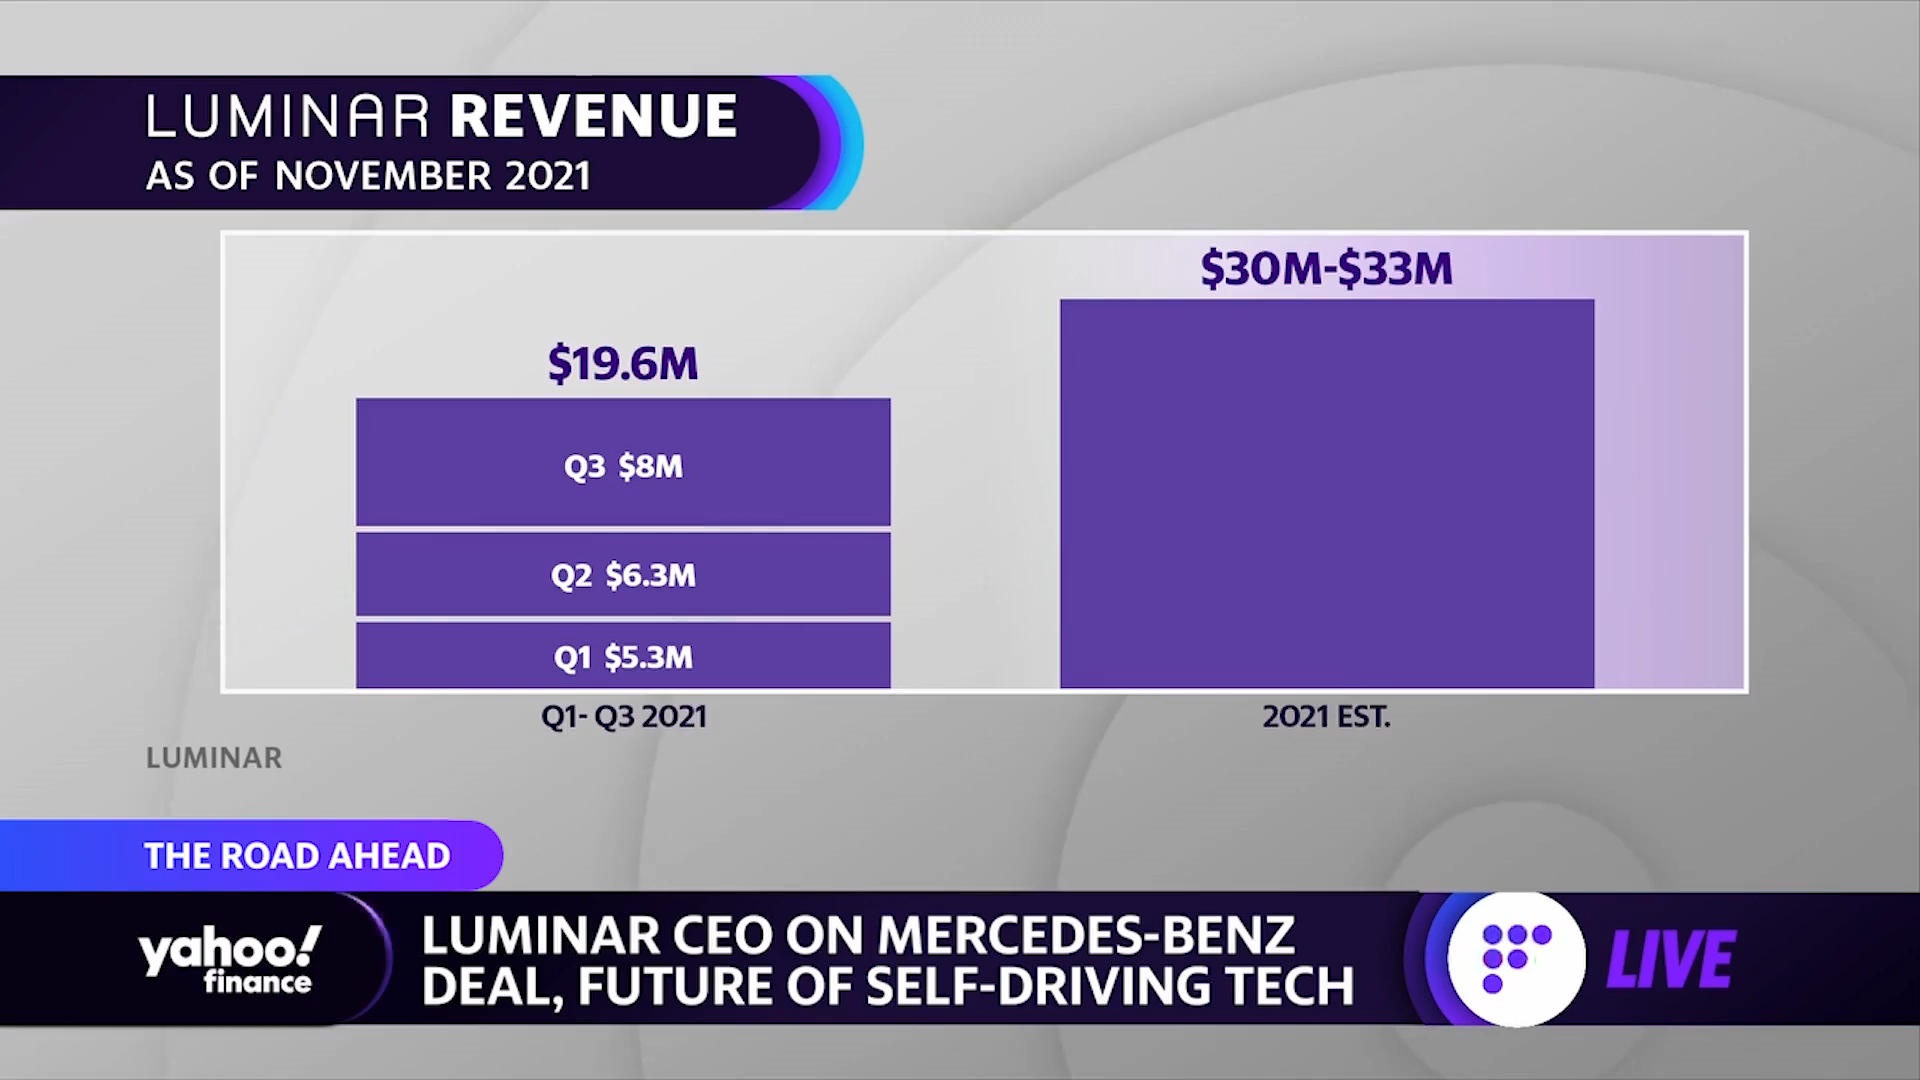 LUMINAR REVENUE
AS OF NOVEMBER 2021
$30M-$33M
$19.6M
Q3 $8M
Q2 $6.3M
Q1 $5.3M
Q1- Q3 2021
2021 EST.
LUMINAR
THE ROAD AHEAD
yahoo!
finance
LUMINAR CEO ON MERCEDES-BENZ
DEAL, FUTURE OF SELF-DRIVING TECH
LIVE